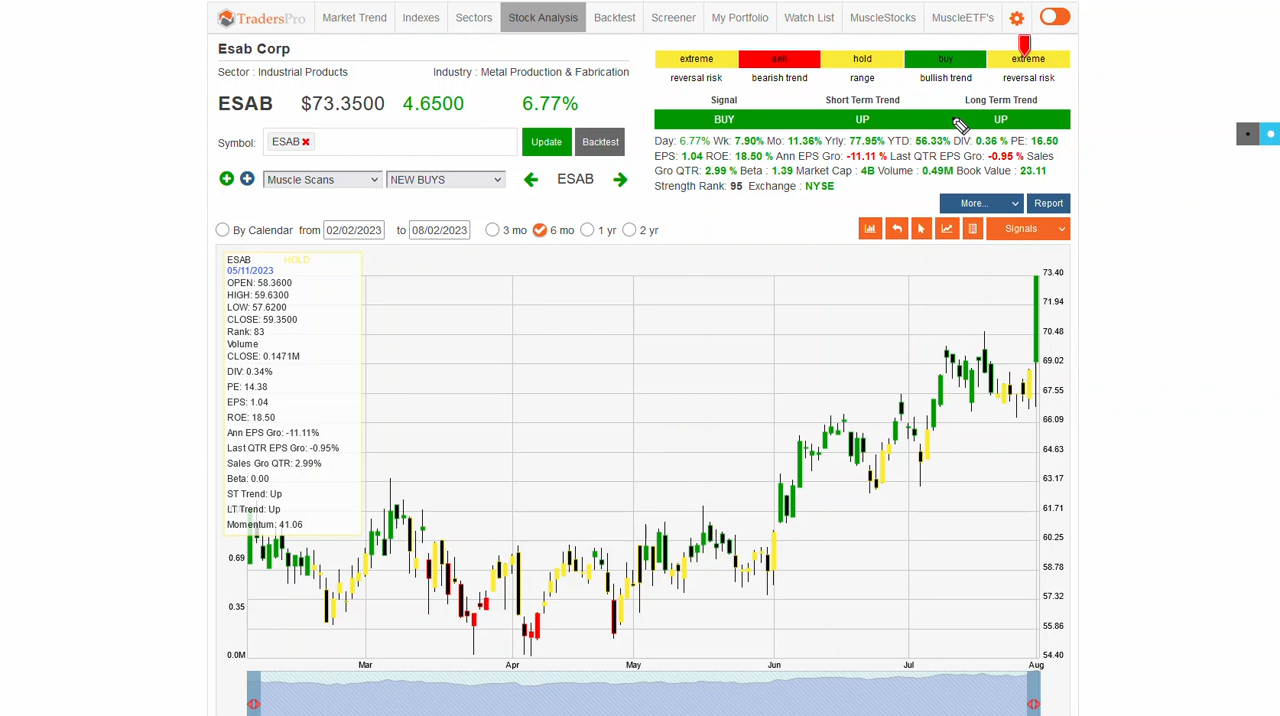 TradersPro Market Trend Indexes Sectors Stock Analysis Backtest Screener My Portfolio Watch List MuscleStocks MuscleETF's
Esab Corp
Sector : Industrial Products Industry : Metal Production & Fabrication
ESAB $73.3500 4.6500 6.77%
Symbol: ESAB Update Backtest
Muscle Scans NEW BUYS ESAB
extreme sell hold buy extreme
reversal risk bearish trend range bullish trend reversal risk
Signal Short Term Trend Long Term Trend
BUY UP UP
Day: 6.77% Wk: 7.90% Mo: 11.36% Yrly: 77.95% YTD: 56.33% DIV: 0.36 % PE: 16.50
EPS: 1.04 ROE: 18.50 % Ann EPS Gro: -11.11 % Last QTR EPS Gro: -0.95 % Sales
Gro QTR: 2.99 % Beta : 1.39 Market Cap : 4B Volume : 0.49M Book Value : 23.11
Strength Rank: 95 Exchange : NYSE
More... Report
By Calendar from 02/02/2023 to 08/02/2023 3 mo 6 mo 1 yr 2 yr Signals
ESAB HOLD
05/11/2023
OPEN: 58.3600
HIGH: 59.6300
LOW: 57.6200
CLOSE: 59.3500
Rank: 83
Volume
CLOSE: 0.1471M
DIV: 0.34%
PE: 14.38
EPS: 1.04
ROE: 18.50
Ann EPS Gro: -11.11%
Last QTR EPS Gro: -0.95%
Sales Gro QTR: 2.99%
Beta: 0.00
ST Trend: Up
LT Trend: Up
Momentum: 41.06
0.69
0.35
0.0M
73.40
71.94
70.48
69.02
67.55
66.09
64.63
63.17
61.71
60.25
58.78
57.32
55.86
54.40
Mar Apr May Jun Jul Aug